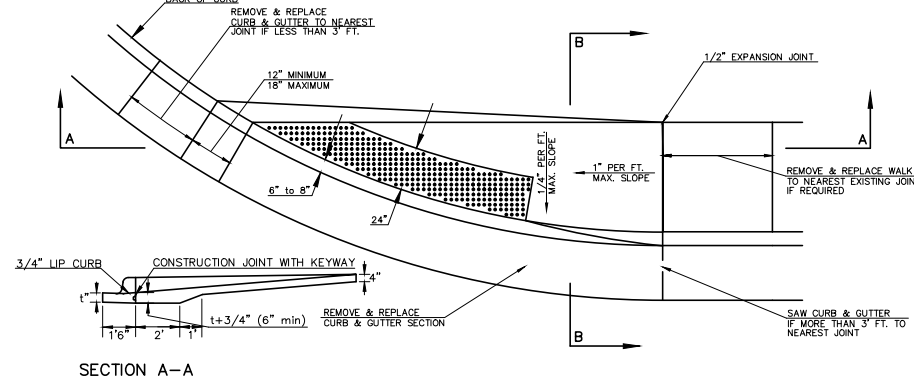 BACK OF CURB
REMOVE & REPLACE
CURB & GUTTER TO NEAREST
JOINT IF LESS THAN 3' FT.
12" MINIMUM
18" MAXIMUM
B
1/2" EXPANSION JOINT
A
A
1/4" PER FT.
MAX. SLOPE
1" PER FT.
MAX. SLOPE
REMOVE & REPLACE WALK
TO NEAREST EXISTING JOIN
IF REQUIRED
6" to 8"
24"
3/4" LIP CURB
CONSTRUCTION JOINT WITH KEYWAY
4"
t"
t+3/4" (6" min)
1'6"
2'
1'
REMOVE & REPLACE
CURB & GUTTER SECTION
B
SAW CURB & GUTTER
IF MORE THAN 3' FT. TO
NEAREST JOINT
SECTION A-A